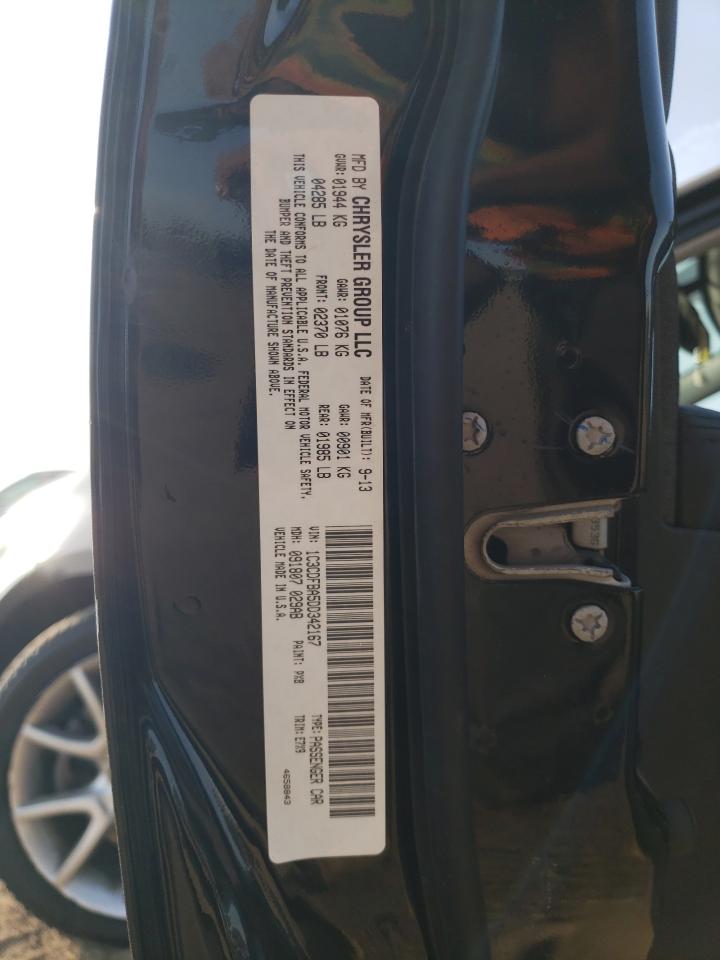 MFD BY CHRYSLER GROUP LLC DATE OF MFR(BUILT): 9-13
GVWR: 01944 KG GAWR: 01076 KG GAWR: 00901 KG
04285 LB FRONT: 02370 LB REAR: 01985 LB
THIS VEHICLE CONFORMS TO ALL APPLICABLE U.S.A. FEDERAL MOTOR VEHICLE SAFETY,
BUMPER AND THEFT PREVENTION STANDARDS IN EFFECT ON
THE DATE OF MANUFACTURE SHOWN ABOVE.
VIN: 1C3CDFBA5DD342167 TYPE: PASSENGER CAR
MDH: 091807 029AB PAINT: PXB TRIM: E7X9
VEHICLE MADE IN U.S.A.
4658843